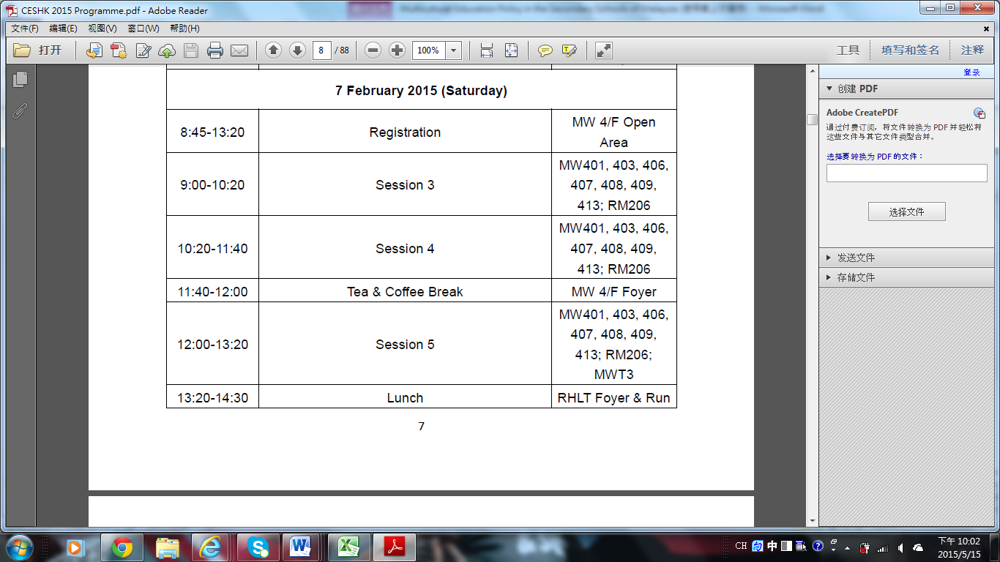 CESHK 2015 Programme.pdf - Adobe Reader
文件(F) 编辑(E) 视图(V) 窗口(W) 帮助(H)
打开 8 / 88 100% 工具 填写和签名 注释
登录
7 February 2015 (Saturday)
8:45-13:20 Registration MW 4/F Open
Area
9:00-10:20 Session 3 MW401, 403, 406,
407, 408, 409,
413; RM206
10:20-11:40 Session 4 MW401, 403, 406,
407, 408, 409,
413; RM206
11:40-12:00 Tea & Coffee Break MW 4/F Foyer
12:00-13:20 Session 5 MW401, 403, 406,
407, 408, 409,
413; RM206;
MWT3
13:20-14:30 Lunch RHLT Foyer & Run
7
创建 PDF
Adobe CreatePDF
通过付费订阅，将文件转换为 PDF 并轻松将
这些文件与其它文件类型合并。
选择要转换为 PDF 的文件：
选择文件
发送文件
存储文件
CH 中 下午 10:02
2015/5/15